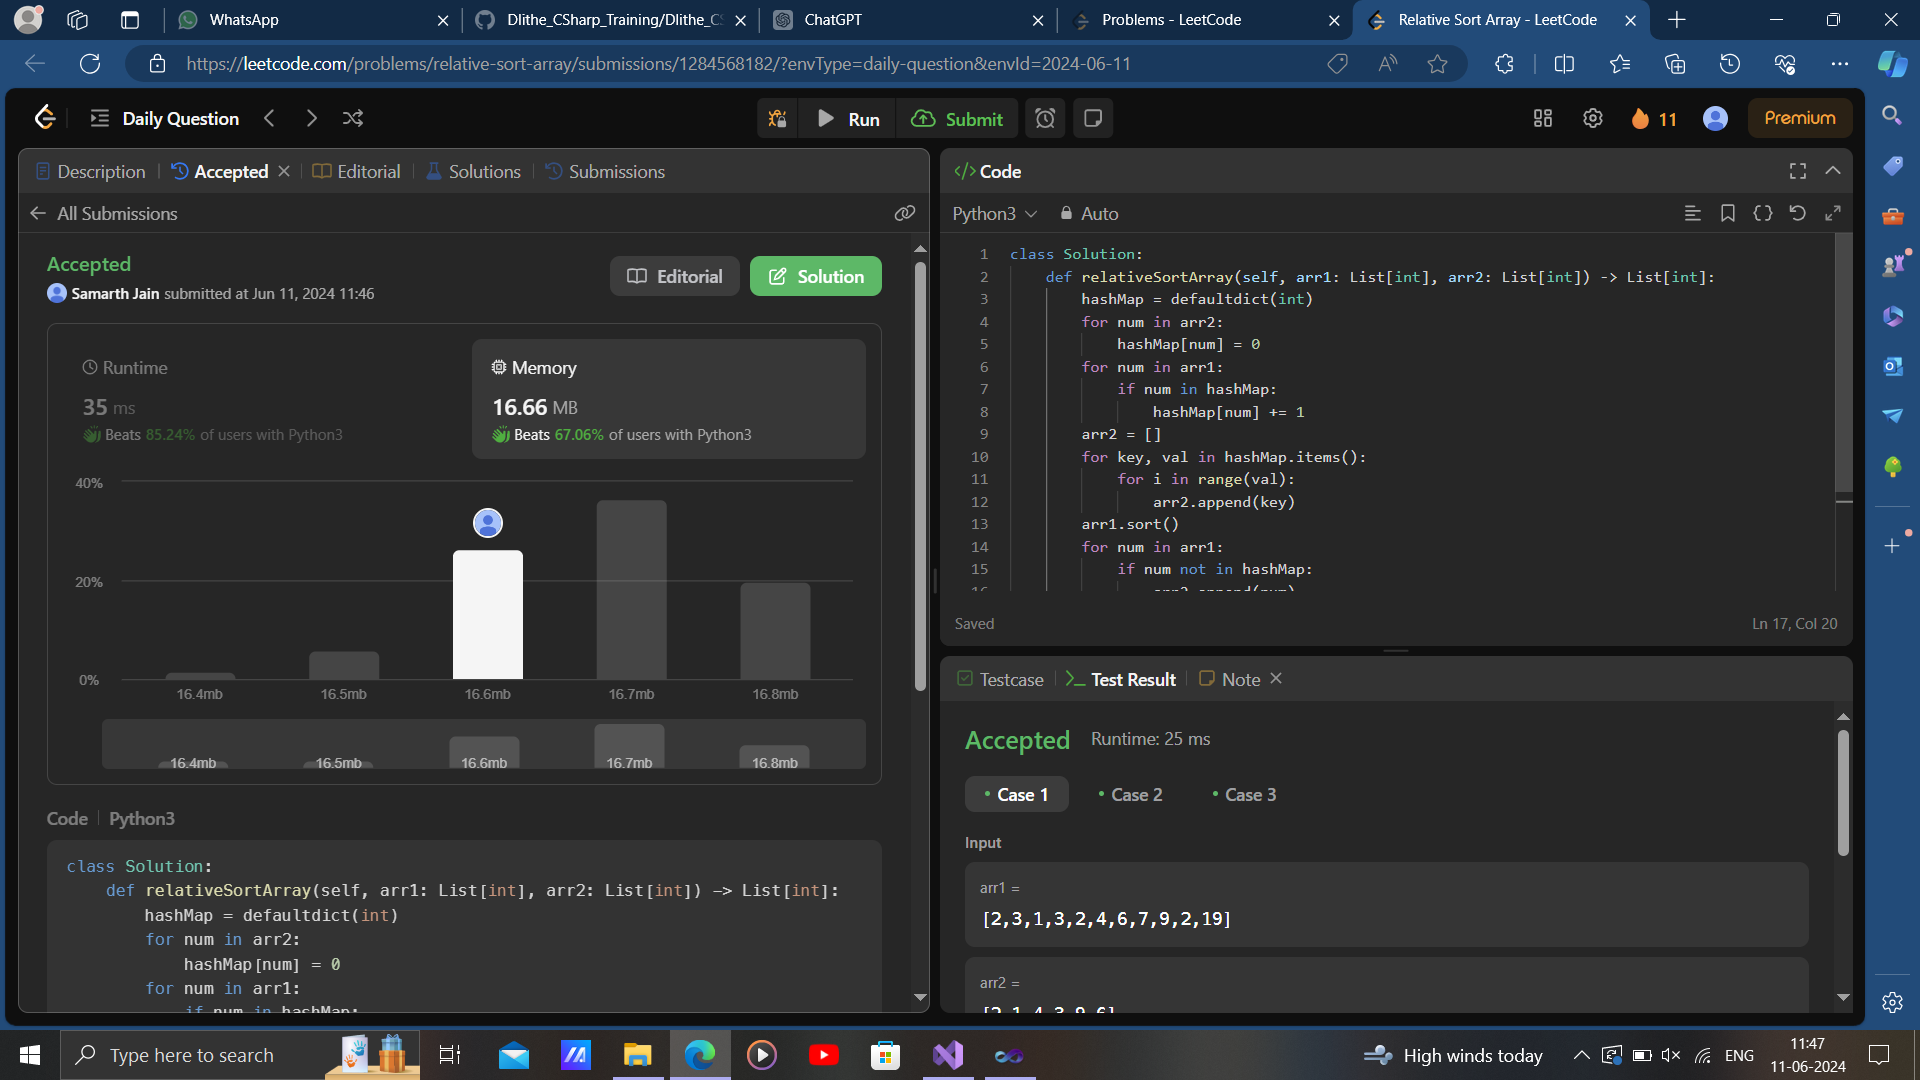 WhatsApp
Dlithe_CSharp_Training/Dlithe_CS
ChatGPT
Problems - LeetCode
Relative Sort Array - LeetCode
https://leetcode.com/problems/relative-sort-array/submissions/1284568182/?envType=daily-question&envId=2024-06-11
Daily Question
Run
Submit
11
Premium
Description
Accepted
Editorial
Solutions
Submissions
All Submissions
Accepted
Samarth Jain submitted at Jun 11, 2024 11:46
Editorial
Solution
Runtime
35 ms
Beats 85.24% of users with Python3
Memory
16.66 MB
Beats 67.06% of users with Python3
40%
20%
0%
16.4mb 16.5mb 16.6mb 16.7mb 16.8mb
16.4mb 16.5mb 16.6mb 16.7mb 16.8mb
Code | Python3
class Solution:
def relativeSortArray(self, arr1: List[int], arr2: List[int]) -> List[int]:
hashMap = defaultdict(int)
for num in arr2:
hashMap[num] = 0
for num in arr1:
if num in hashMap:
</> Code
Python3
Auto
1 class Solution:
2 def relativeSortArray(self, arr1: List[int], arr2: List[int]) -> List[int]:
3 hashMap = defaultdict(int)
4 for num in arr2:
5 hashMap[num] = 0
6 for num in arr1:
7 if num in hashMap:
8 hashMap[num] += 1
9 arr2 = []
10 for key, val in hashMap.items():
11 for i in range(val):
12 arr2.append(key)
13 arr1.sort()
14 for num in arr1:
15 if num not in hashMap:
16 arr2.append(num)
Saved
Ln 17, Col 20
Testcase
Test Result
Note
Accepted
Runtime: 25 ms
Case 1
Case 2
Case 3
Input
arr1 =
[2,3,1,3,2,4,6,7,9,2,19]
arr2 =
[2,1,4,3,9,6]
Type here to search
High winds today
ENG
11:47
11-06-2024